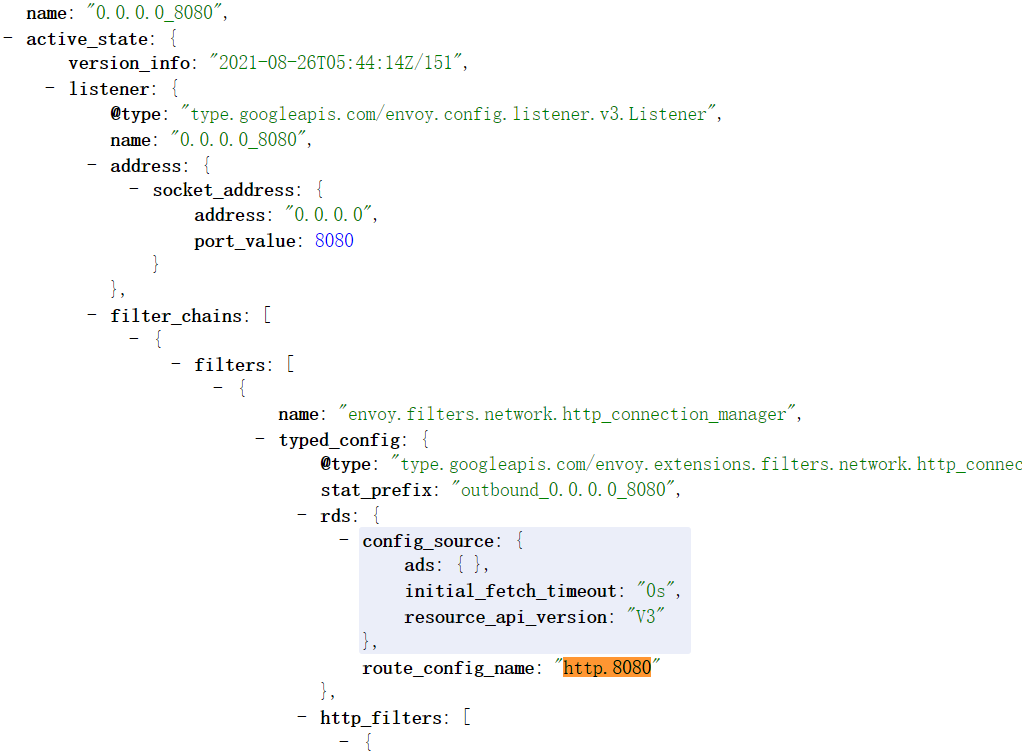 name: "0.0.0.0_8080",
- active_state: {
version_info: "2021-08-26T05:44:14Z/151",
- listener: {
@type: "type.googleapis.com/envoy.config.listener.v3.Listener",
name: "0.0.0.0_8080",
- address: {
- socket_address: {
address: "0.0.0.0",
port_value: 8080
}
},
- filter_chains: [
- {
- filters: [
- {
name: "envoy.filters.network.http_connection_manager",
- typed_config: {
@type: "type.googleapis.com/envoy.extensions.filters.network.http_connec
stat_prefix: "outbound_0.0.0.0_8080",
- rds: {
- config_source: {
ads: { },
initial_fetch_timeout: "0s",
resource_api_version: "V3"
},
route_config_name: "http.8080"
},
- http_filters: [
- {